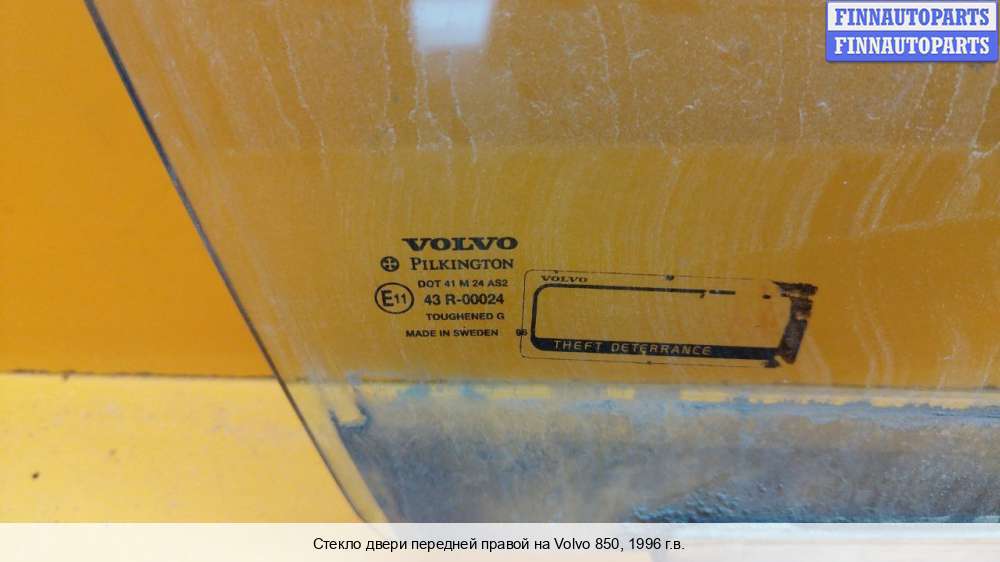 FINNAUTOPARTS
FINNAUTOPARTS
VOLVO
PILKINGTON
DOT 41 M 24 AS2
E11 43 R-00024
TOUGHENED G
MADE IN SWEDEN 96
VOLVO
THEFT DETERRANCE
Стекло двери передней правой на Volvo 850, 1996 г.в.